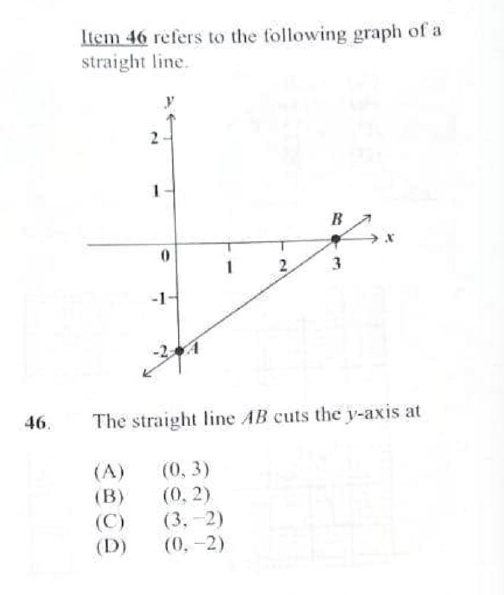 Item 46 refers to the following graph of a
straight line.
y
2
1
B
x
0
1
2
3
-1
-2
A
46. The straight line AB cuts the y-axis at
(A) (0, 3)
(B) (0, 2)
(C) (3, -2)
(D) (0, -2)